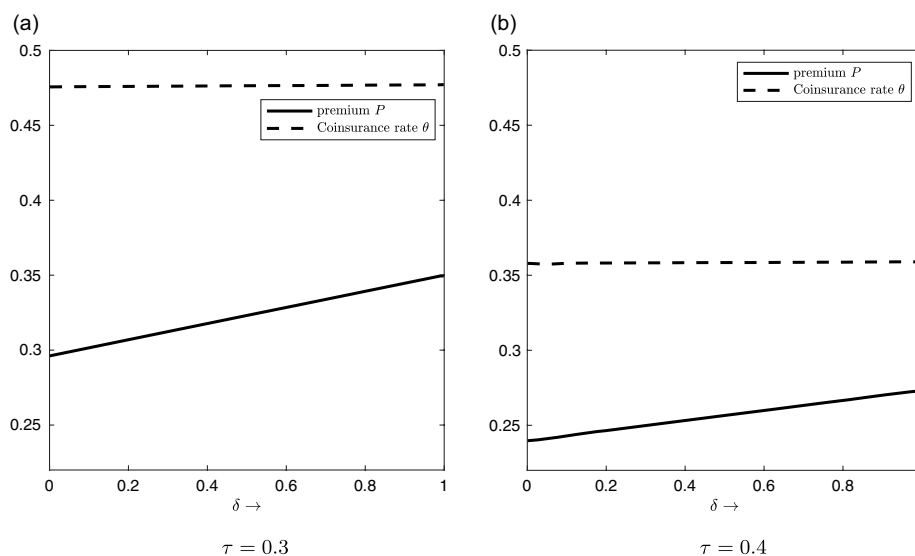 (a)
0.5
0.45
0.4
0.35
0.3
0.25
premium P
Coinsurance rate θ
0
0.2
0.4
0.6
0.8
1
δ →
τ = 0.3
(b)
0.5
0.45
0.4
0.35
0.3
0.25
premium P
Coinsurance rate θ
0
0.2
0.4
0.6
0.8
δ →
τ = 0.4